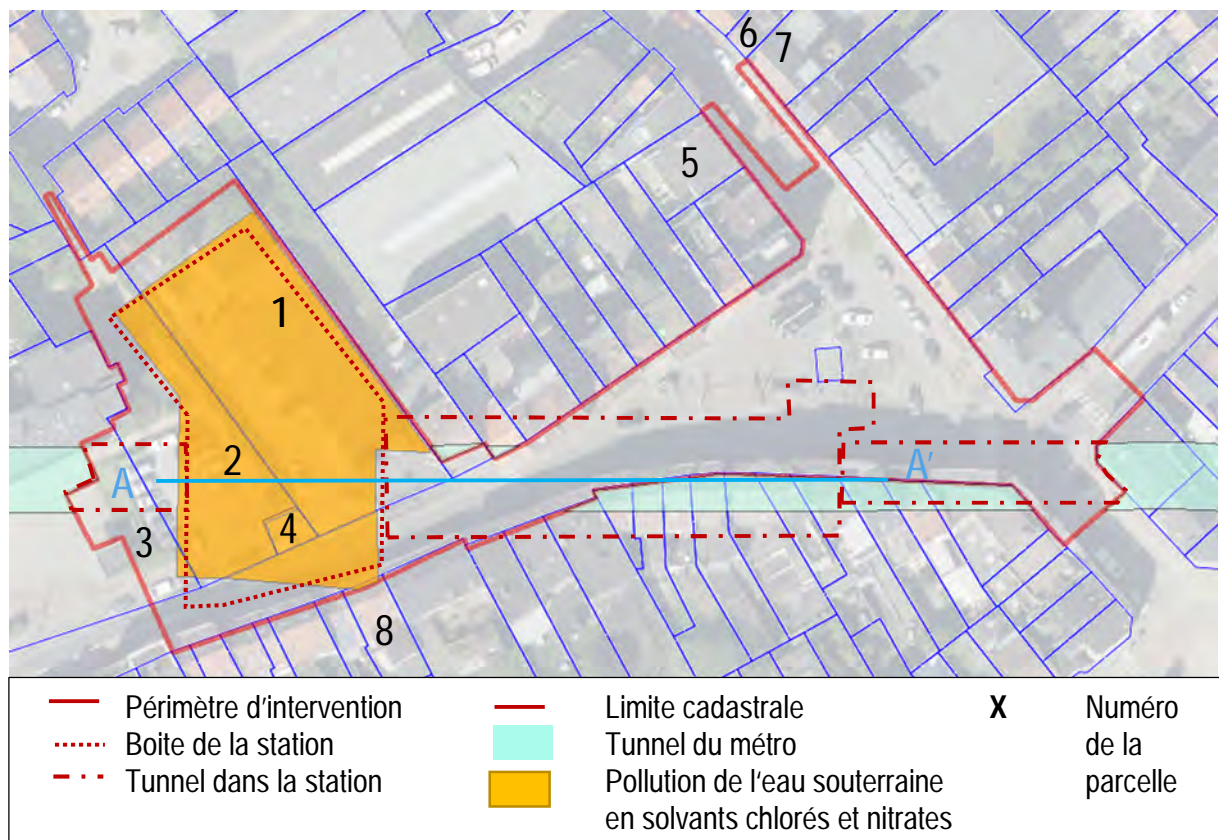 6
7
5
1
2
A
A'
4
3
8
Périmètre d'intervention
Boite de la station
Tunnel dans la station
Limite cadastrale
Tunnel du métro
Pollution de l'eau souterraine
en solvants chlorés et nitrates
X
Numéro
de la
parcelle